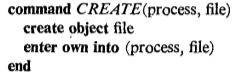 command CREATE(process, file)
create object file
enter own into (process, file)
end